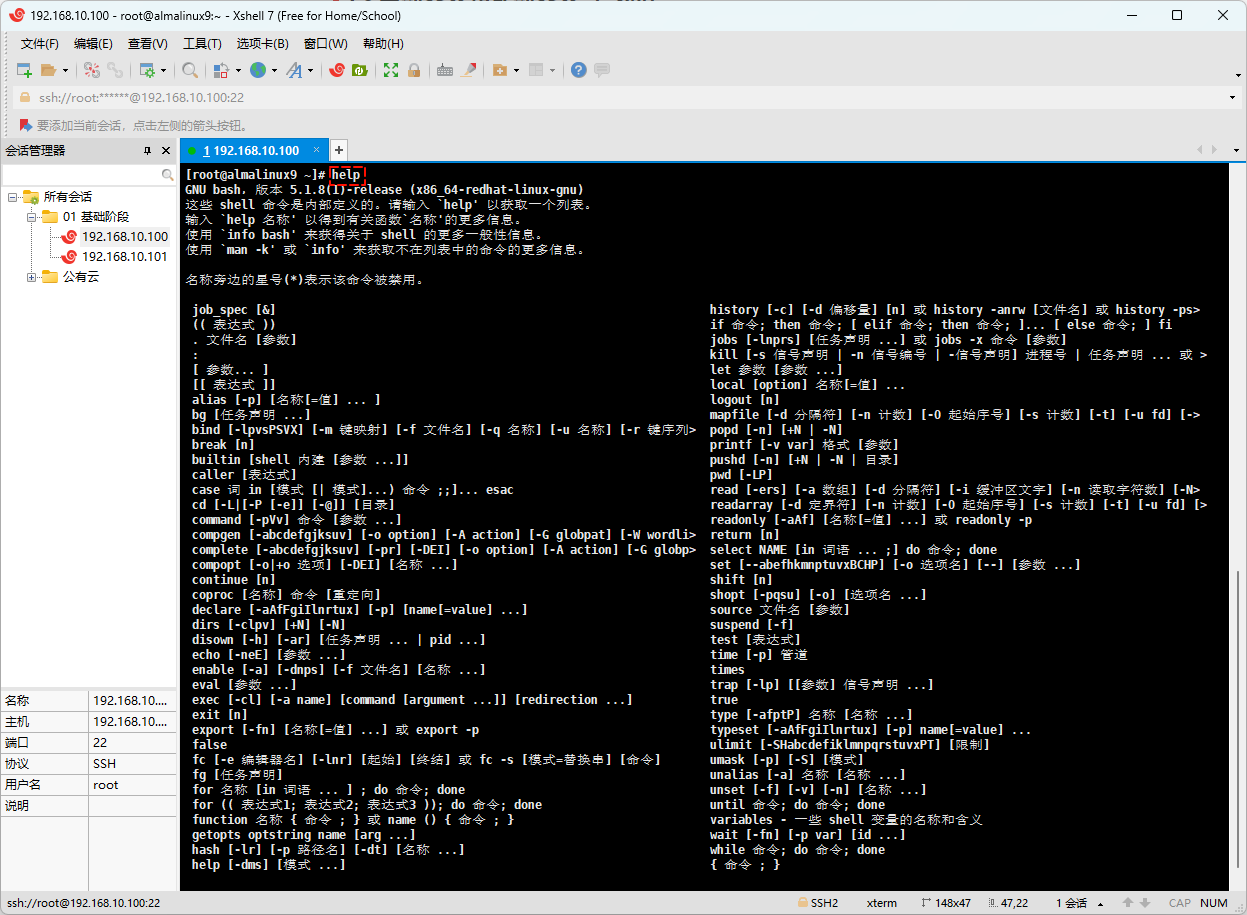 192.168.10.100 - root@almalinux9:~ - Xshell 7 (Free for Home/School)
文件(F) 编辑(E) 查看(V) 工具(T) 选项卡(B) 窗口(W) 帮助(H)
ssh://root:******@192.168.10.100:22
要添加当前会话，点击左侧的箭头按钮。
会话管理器
所有会话
01 基础阶段
192.168.10.100
192.168.10.101
公有云
名称 192.168.10....
主机 192.168.10....
端口 22
协议 SSH
用户名 root
说明
1 192.168.10.100 × +
[root@almalinux9 ~]# help
GNU bash，版本 5.1.8(1)-release (x86_64-redhat-linux-gnu)
这些 shell 命令是内部定义的。请输入 `help' 以获取一个列表。
输入 `help 名称' 以得到有关函数`名称'的更多信息。
使用 `info bash' 来获得关于 shell 的更多一般性信息。
使用 `man -k' 或 `info' 来获取不在列表中的命令的更多信息。
名称旁边的星号(*)表示该命令被禁用。
job_spec [&]
(( 表达式 ))
. 文件名 [参数]
:
[ 参数... ]
[[ 表达式 ]]
alias [-p] [名称[=值] ... ]
bg [任务声明 ...]
bind [-lpvsPSVX] [-m 键映射] [-f 文件名] [-q 名称] [-u 名称] [-r 键序列>
break [n]
builtin [shell 内建 [参数 ...]]
caller [表达式]
case 词 in [模式 [| 模式]...) 命令 ;;]... esac
cd [-L|[-P [-e]] [-@]] [目录]
command [-pVv] 命令 [参数 ...]
compgen [-abcdefgjksuv] [-o option] [-A action] [-G globpat] [-W wordli>
complete [-abcdefgjksuv] [-pr] [-DEI] [-o option] [-A action] [-G globp>
compopt [-o|+o 选项] [-DEI] [名称 ...]
continue [n]
coproc [名称] 命令 [重定向]
declare [-aAfFgiIlnrtux] [-p] [name[=value] ...]
dirs [-clpv] [+N] [-N]
disown [-h] [-ar] [任务声明 ... | pid ...]
echo [-neE] [参数 ...]
enable [-a] [-dnps] [-f 文件名] [名称 ...]
eval [参数 ...]
exec [-cl] [-a name] [command [argument ...]] [redirection ...]
exit [n]
export [-fn] [名称[=值] ...] 或 export -p
false
fc [-e 编辑器名] [-lnr] [起始] [终结] 或 fc -s [模式=替换串] [命令]
fg [任务声明]
for 名称 [in 词语 ... ] ; do 命令; done
for (( 表达式1; 表达式2; 表达式3 )); do 命令; done
function 名称 { 命令 ; } 或 name () { 命令 ; }
getopts optstring name [arg ...]
hash [-lr] [-p 路径名] [-dt] [名称 ...]
help [-dms] [模式 ...]
history [-c] [-d 偏移量] [n] 或 history -anrw [文件名] 或 history -ps>
if 命令; then 命令; [ elif 命令; then 命令; ]... [ else 命令; ] fi
jobs [-lnprs] [任务声明 ...] 或 jobs -x 命令 [参数]
kill [-s 信号声明 | -n 信号编号 | -信号声明] 进程号 | 任务声明 ... 或 >
let 参数 [参数 ...]
local [option] 名称[=值] ...
logout [n]
mapfile [-d 分隔符] [-n 计数] [-O 起始序号] [-s 计数] [-t] [-u fd] [->
popd [-n] [+N | -N]
printf [-v var] 格式 [参数]
pushd [-n] [+N | -N | 目录]
pwd [-LP]
read [-ers] [-a 数组] [-d 分隔符] [-i 缓冲区文字] [-n 读取字符数] [-N>
readarray [-d 定界符] [-n 计数] [-O 起始序号] [-s 计数] [-t] [-u fd] [>
readonly [-aAf] [名称[=值] ...] 或 readonly -p
return [n]
select NAME [in 词语 ... ;] do 命令; done
set [--abefhkmnptuvxBCHP] [-o 选项名] [--] [参数 ...]
shift [n]
shopt [-pqsu] [-o] [选项名 ...]
source 文件名 [参数]
suspend [-f]
test [表达式]
time [-p] 管道
times
trap [-lp] [[参数] 信号声明 ...]
true
type [-afptP] 名称 [名称 ...]
typeset [-aAfFgiIlnrtux] [-p] name[=value] ...
ulimit [-SHabcdefiklmnpqrstuvxPT] [限制]
umask [-p] [-S] [模式]
unalias [-a] 名称 [名称 ...]
unset [-f] [-v] [-n] [名称 ...]
until 命令; do 命令; done
variables - 一些 shell 变量的名称和含义
wait [-fn] [-p var] [id ...]
while 命令; do 命令; done
{ 命令 ; }
ssh://root@192.168.10.100:22 SSH2 xterm 148x47 47,22 1 会话 CAP NUM